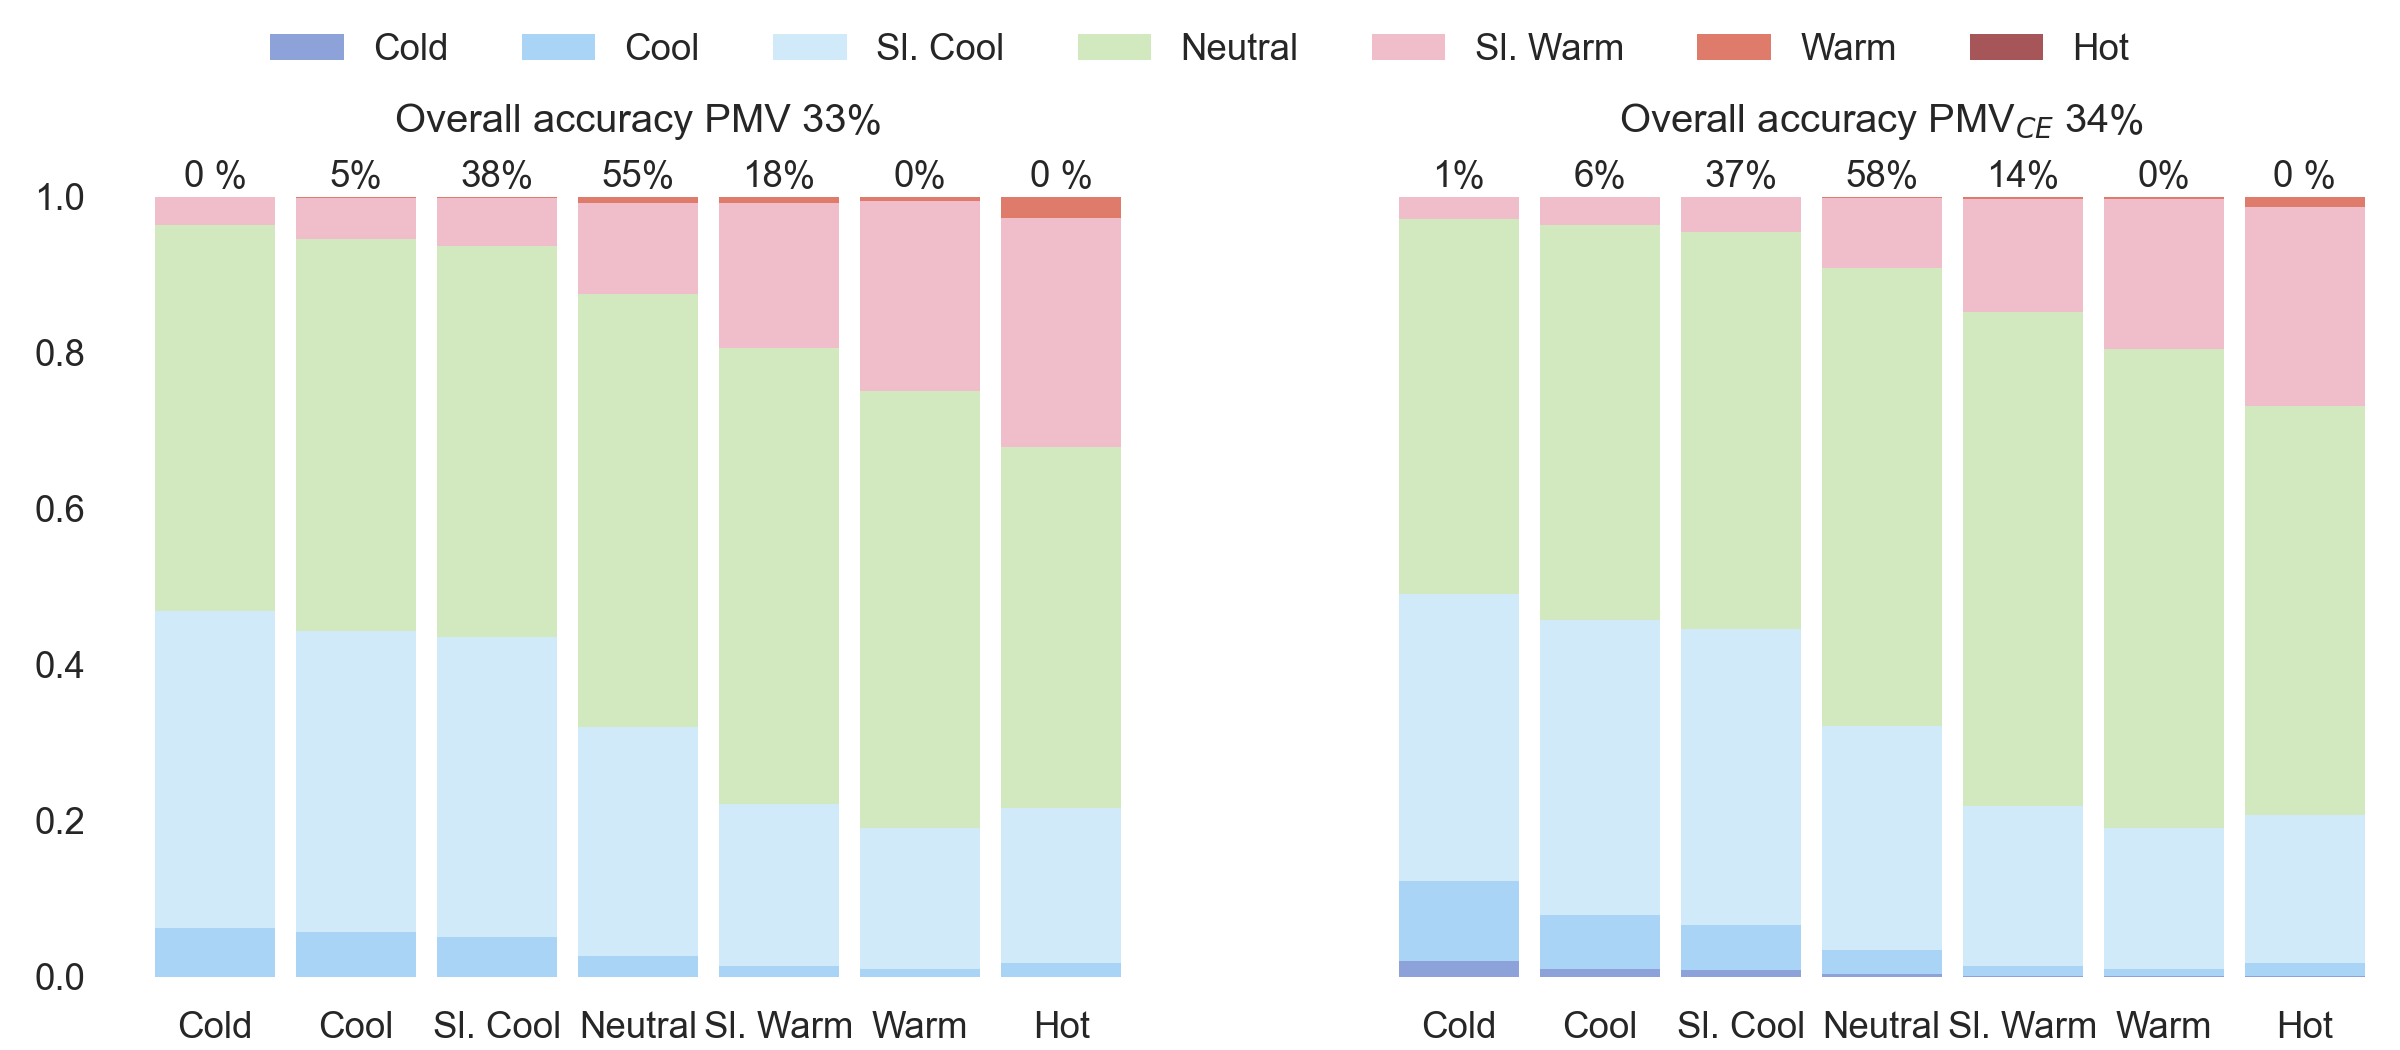 Cold Cool Sl. Cool Neutral Sl. Warm Warm Hot
Overall accuracy PMV 33%
0 % 5% 38% 55% 18% 0% 0 %
1.0
0.8
0.6
0.4
0.2
0.0
Cold Cool Sl. Cool Neutral Sl. Warm Warm Hot
Overall accuracy PMV_CE 34%
1% 6% 37% 58% 14% 0% 0 %
Cold Cool Sl. Cool Neutral Sl. Warm Warm Hot